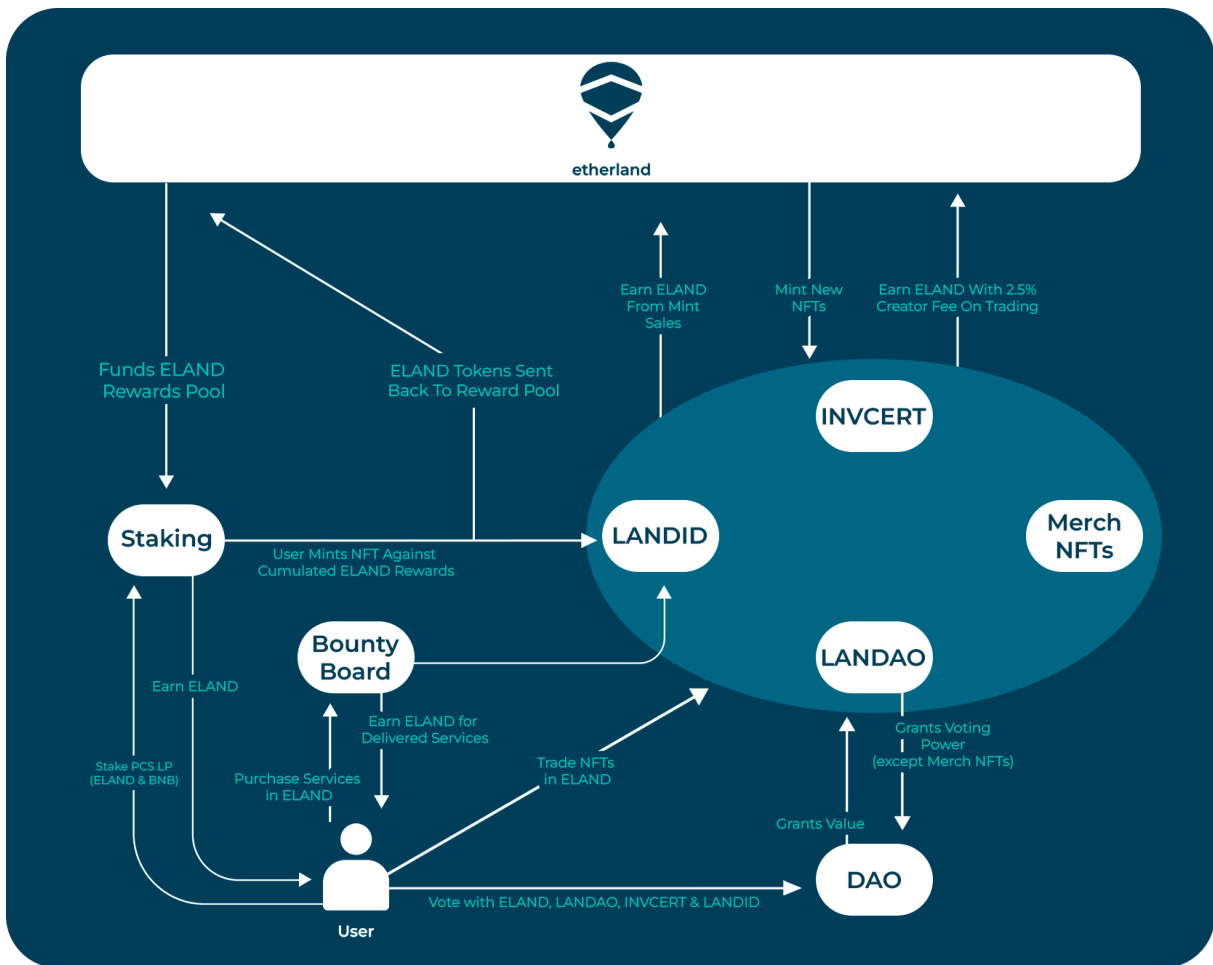 etherland
Earn ELAND
From Mint
Sales
Mint New
NFTs
Earn ELAND With 2.5%
Creator Fee On Trading
Funds ELAND
Rewards Pool
ELAND Tokens Sent
Back To Reward Pool
INVCERT
Staking
LANDID
Merch
NFTs
User Mints NFT Against
Cumulated ELAND Rewards
Bounty
Board
LANDAO
Earn ELAND
Earn ELAND for
Delivered Services
Grants Voting
Power
(except Merch NFTs)
Stake PCS LP
(ELAND & BNB)
Purchase Services
in ELAND
Trade NFTs
in ELAND
Grants Value
DAO
Vote with ELAND, LANDAO, INVCERT & LANDID
User